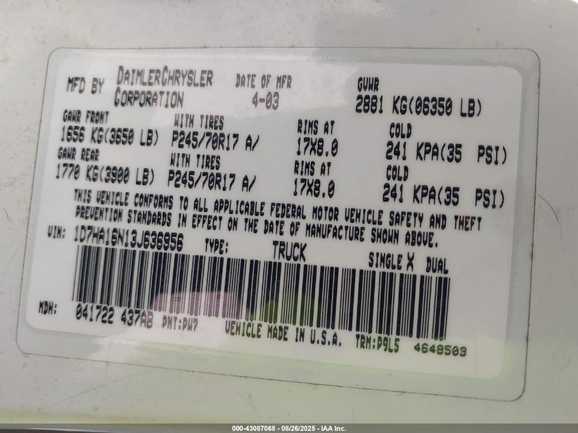 MFD BY DAIMLERCHRYSLER CORPORATION DATE OF MFR 4-03 GVWR 2881 KG(06350 LB)
GAWR FRONT WITH TIRES RIMS AT COLD
1656 KG(3650 LB) P245/70R17 A/ 17X8.0 241 KPA(35 PSI)
GAWR REAR WITH TIRES RIMS AT COLD
1770 KG(3900 LB) P245/70R17 A/ 17X8.0 241 KPA(35 PSI)
THIS VEHICLE CONFORMS TO ALL APPLICABLE FEDERAL MOTOR VEHICLE SAFETY AND THEFT
PREVENTION STANDARDS IN EFFECT ON THE DATE OF MANUFACTURE SHOWN ABOVE.
VIN: 1D7HA16N13J636956 TYPE: TRUCK SINGLE X DUAL
MDH: 041722 437AB PNT:PW7 VEHICLE MADE IN U.S.A. TRM:P9L5 4648503
000-43087068 - 08/26/2025 - IAA Inc.